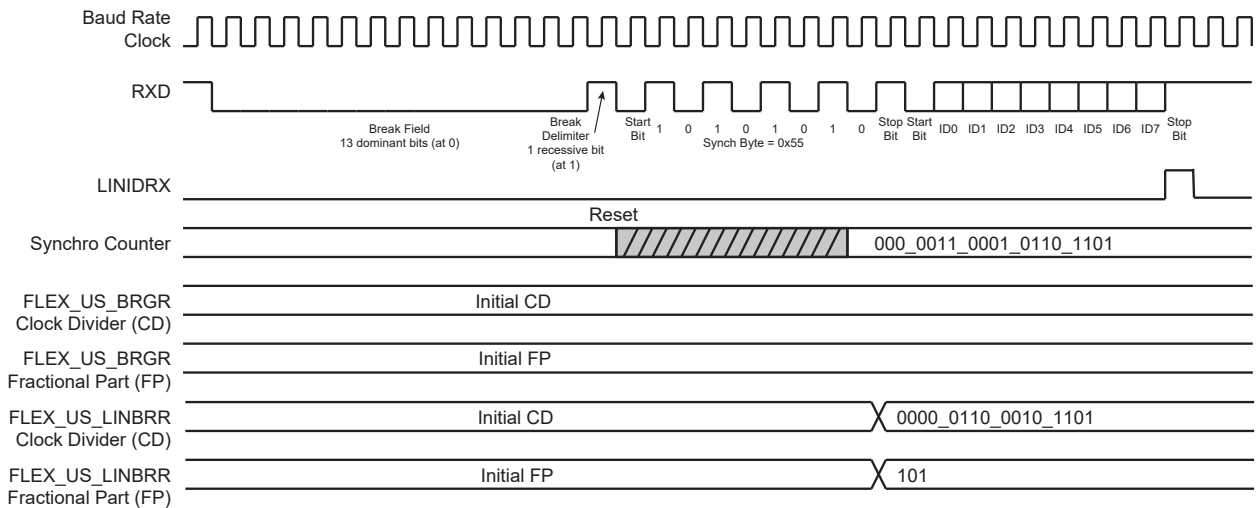 Baud Rate
Clock
RXD
Break Field
13 dominant bits (at 0)
Break
Delimiter
1 recessive bit
(at 1)
Start
Bit
1 0 1 0 1 0 1 0
Synch Byte = 0x55
Stop
Bit
Start
Bit
ID0 ID1 ID2 ID3 ID4 ID5 ID6 ID7
Stop
Bit
LINIDRX
Reset
Synchro Counter
000_0011_0001_0110_1101
FLEX_US_BRGR
Clock Divider (CD)
Initial CD
FLEX_US_BRGR
Fractional Part (FP)
Initial FP
FLEX_US_LINBRR
Clock Divider (CD)
Initial CD
0000_0110_0010_1101
FLEX_US_LINBRR
Fractional Part (FP)
Initial FP
101